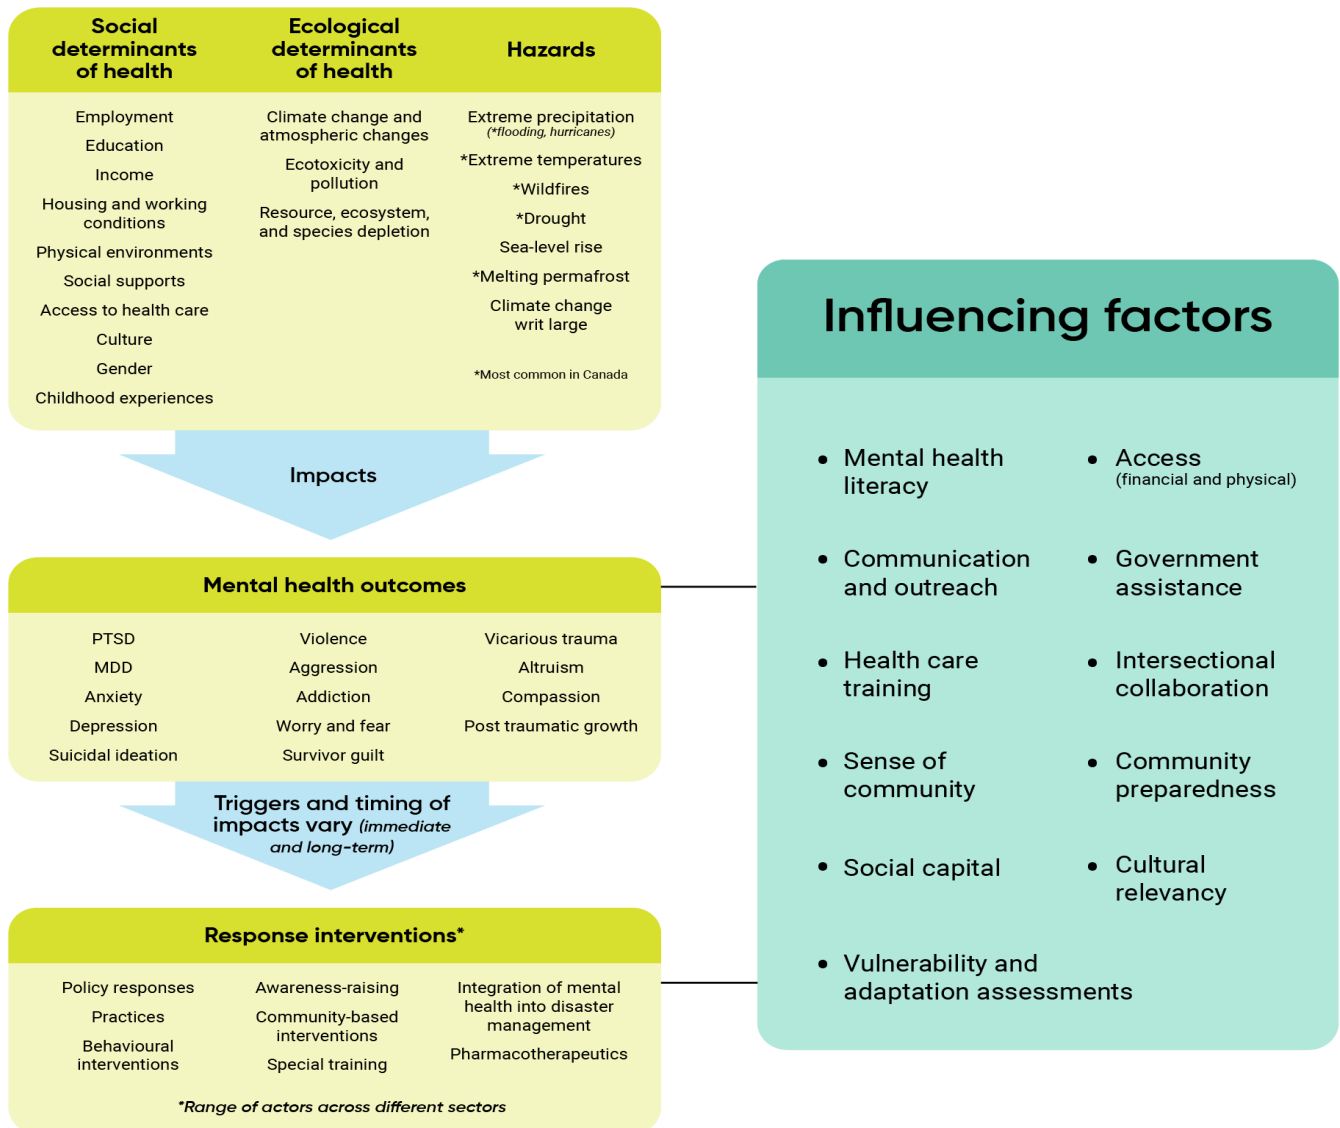 Social
determinants
of health
Employment
Education
Income
Housing and working
conditions
Physical environments
Social supports
Access to health care
Culture
Gender
Childhood experiences
Ecological
determinants
of health
Climate change and
atmospheric changes
Ecotoxicity and
pollution
Resource, ecosystem,
and species depletion
Hazards
Extreme precipitation
(*flooding, hurricanes)
*Extreme temperatures
*Wildfires
*Drought
Sea-level rise
*Melting permafrost
Climate change
writ large
*Most common in Canada
Impacts
Mental health outcomes
PTSD
MDD
Anxiety
Depression
Suicidal ideation
Violence
Aggression
Addiction
Worry and fear
Survivor guilt
Vicarious trauma
Altruism
Compassion
Post traumatic growth
Triggers and timing of
impacts vary (immediate
and long-term)
Response interventions*
Policy responses
Practices
Behavioural
interventions
Awareness-raising
Community-based
interventions
Special training
Integration of mental
health into disaster
management
Pharmacotherapeutics
*Range of actors across different sectors
Influencing factors
• Mental health
literacy
• Communication
and outreach
• Health care
training
• Sense of
community
• Social capital
• Vulnerability and
adaptation assessments
• Access
(financial and physical)
• Government
assistance
• Intersectional
collaboration
• Community
preparedness
• Cultural
relevancy